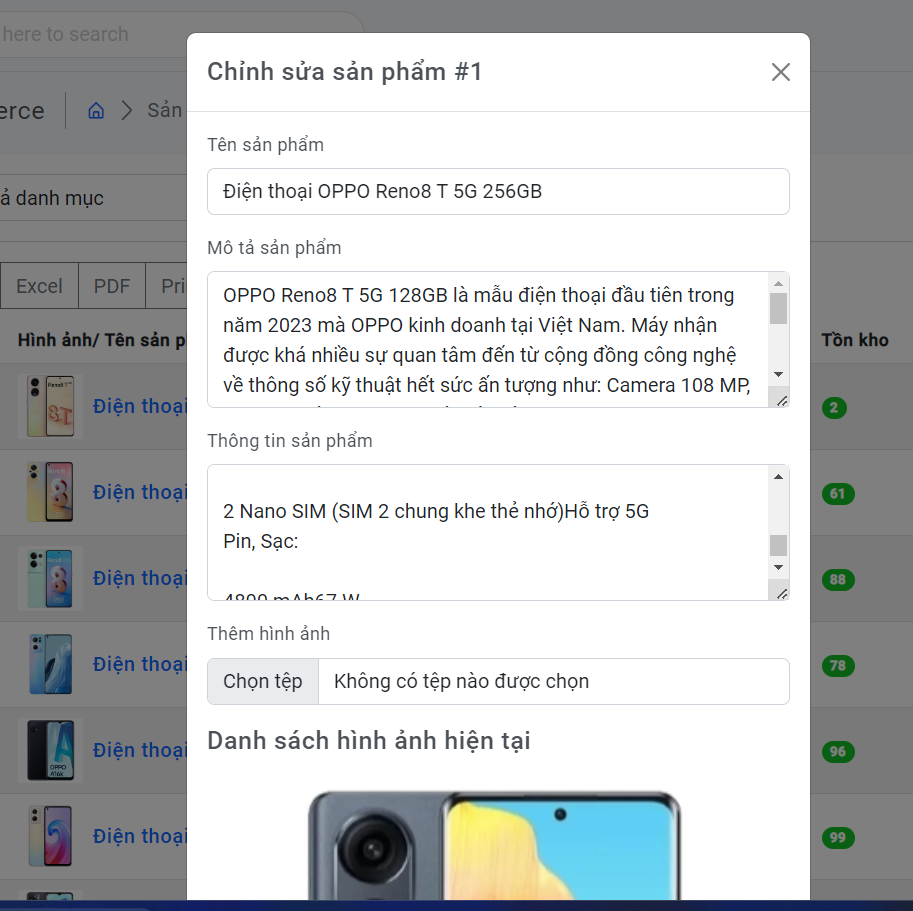 here to search
Chỉnh sửa sản phẩm #1
erce
Sản
Tên sản phẩm
Điện thoại OPPO Reno8 T 5G 256GB
ả danh mục
Mô tả sản phẩm
Excel PDF Pri
OPPO Reno8 T 5G 128GB là mẫu điện thoại đầu tiên trong
năm 2023 mà OPPO kinh doanh tại Việt Nam. Máy nhận
được khá nhiều sự quan tâm đến từ cộng đồng công nghệ
về thông số kỹ thuật hết sức ấn tượng như: Camera 108 MP,
Hình ảnh/ Tên sản p
Tồn kho
Điện thoại
2
Thông tin sản phẩm
Điện thoại
61
2 Nano SIM (SIM 2 chung khe thẻ nhớ)Hỗ trợ 5G
Pin, Sạc:
4800 mAh67 W
Điện thoại
88
Thêm hình ảnh
Chọn tệp Không có tệp nào được chọn
Điện thoại
78
Danh sách hình ảnh hiện tại
Điện thoại
96
Điện thoại
99